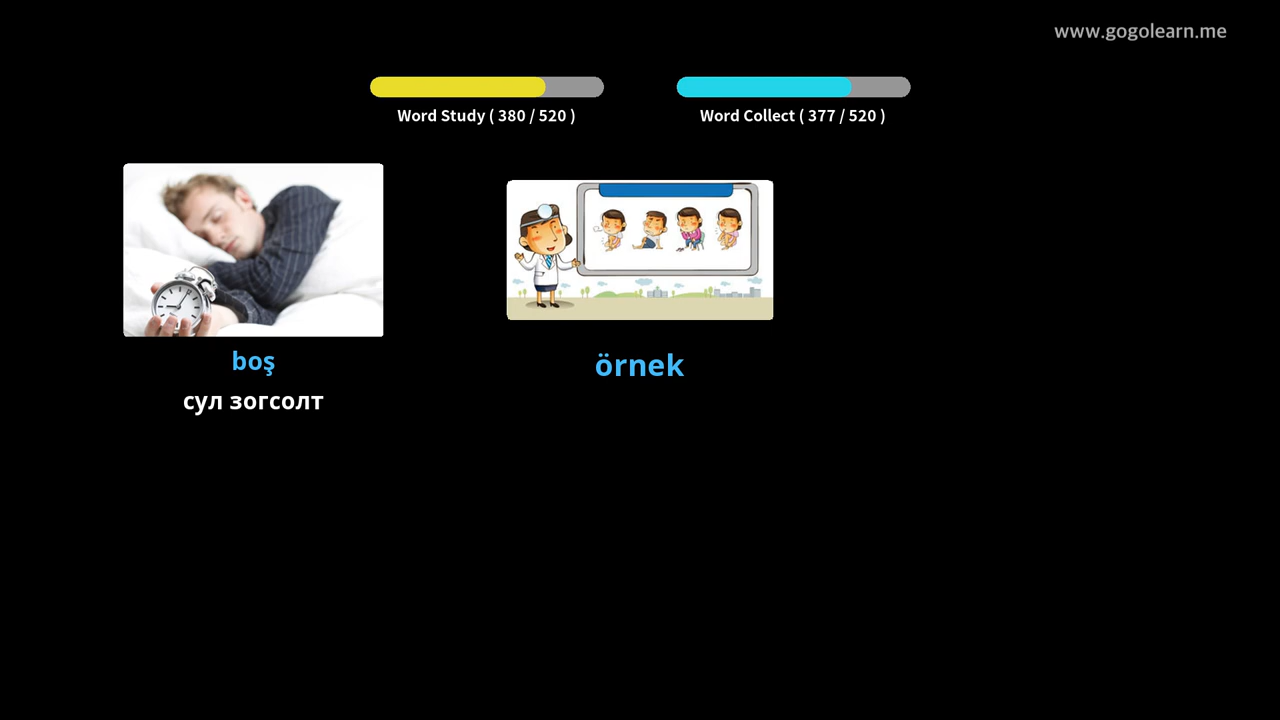 www.gogolearn.me
Word Study ( 380 / 520 )
Word Collect ( 377 / 520 )
boş
сул зогсолт
örnek